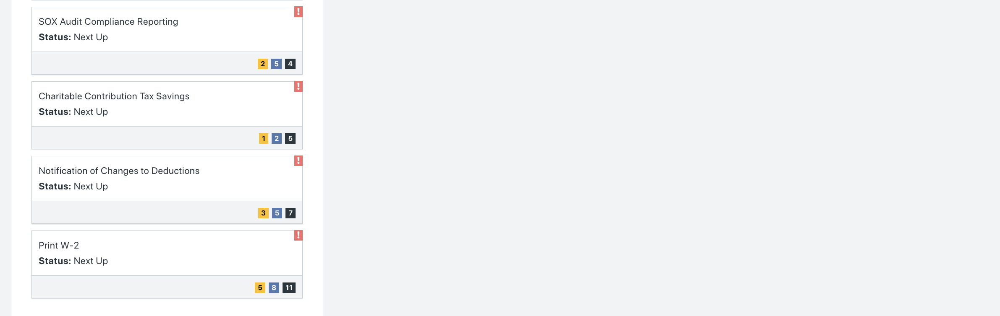 !
SOX Audit Compliance Reporting
Status: Next Up
2 5 4
!
Charitable Contribution Tax Savings
Status: Next Up
1 2 5
!
Notification of Changes to Deductions
Status: Next Up
3 5 7
!
Print W-2
Status: Next Up
5 8 11